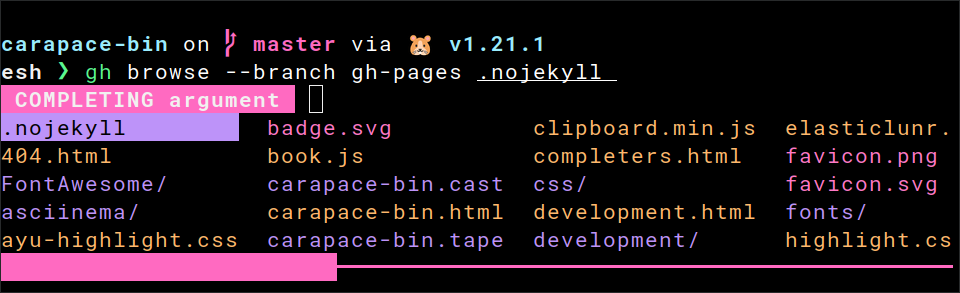 carapace-bin on master via 🐹 v1.21.1
esh ❯ gh browse --branch gh-pages .nojekyll
COMPLETING argument
.nojekyll badge.svg clipboard.min.js elasticlunr.
404.html book.js completers.html favicon.png
FontAwesome/ carapace-bin.cast css/ favicon.svg
asciinema/ carapace-bin.html development.html fonts/
ayu-highlight.css carapace-bin.tape development/ highlight.cs